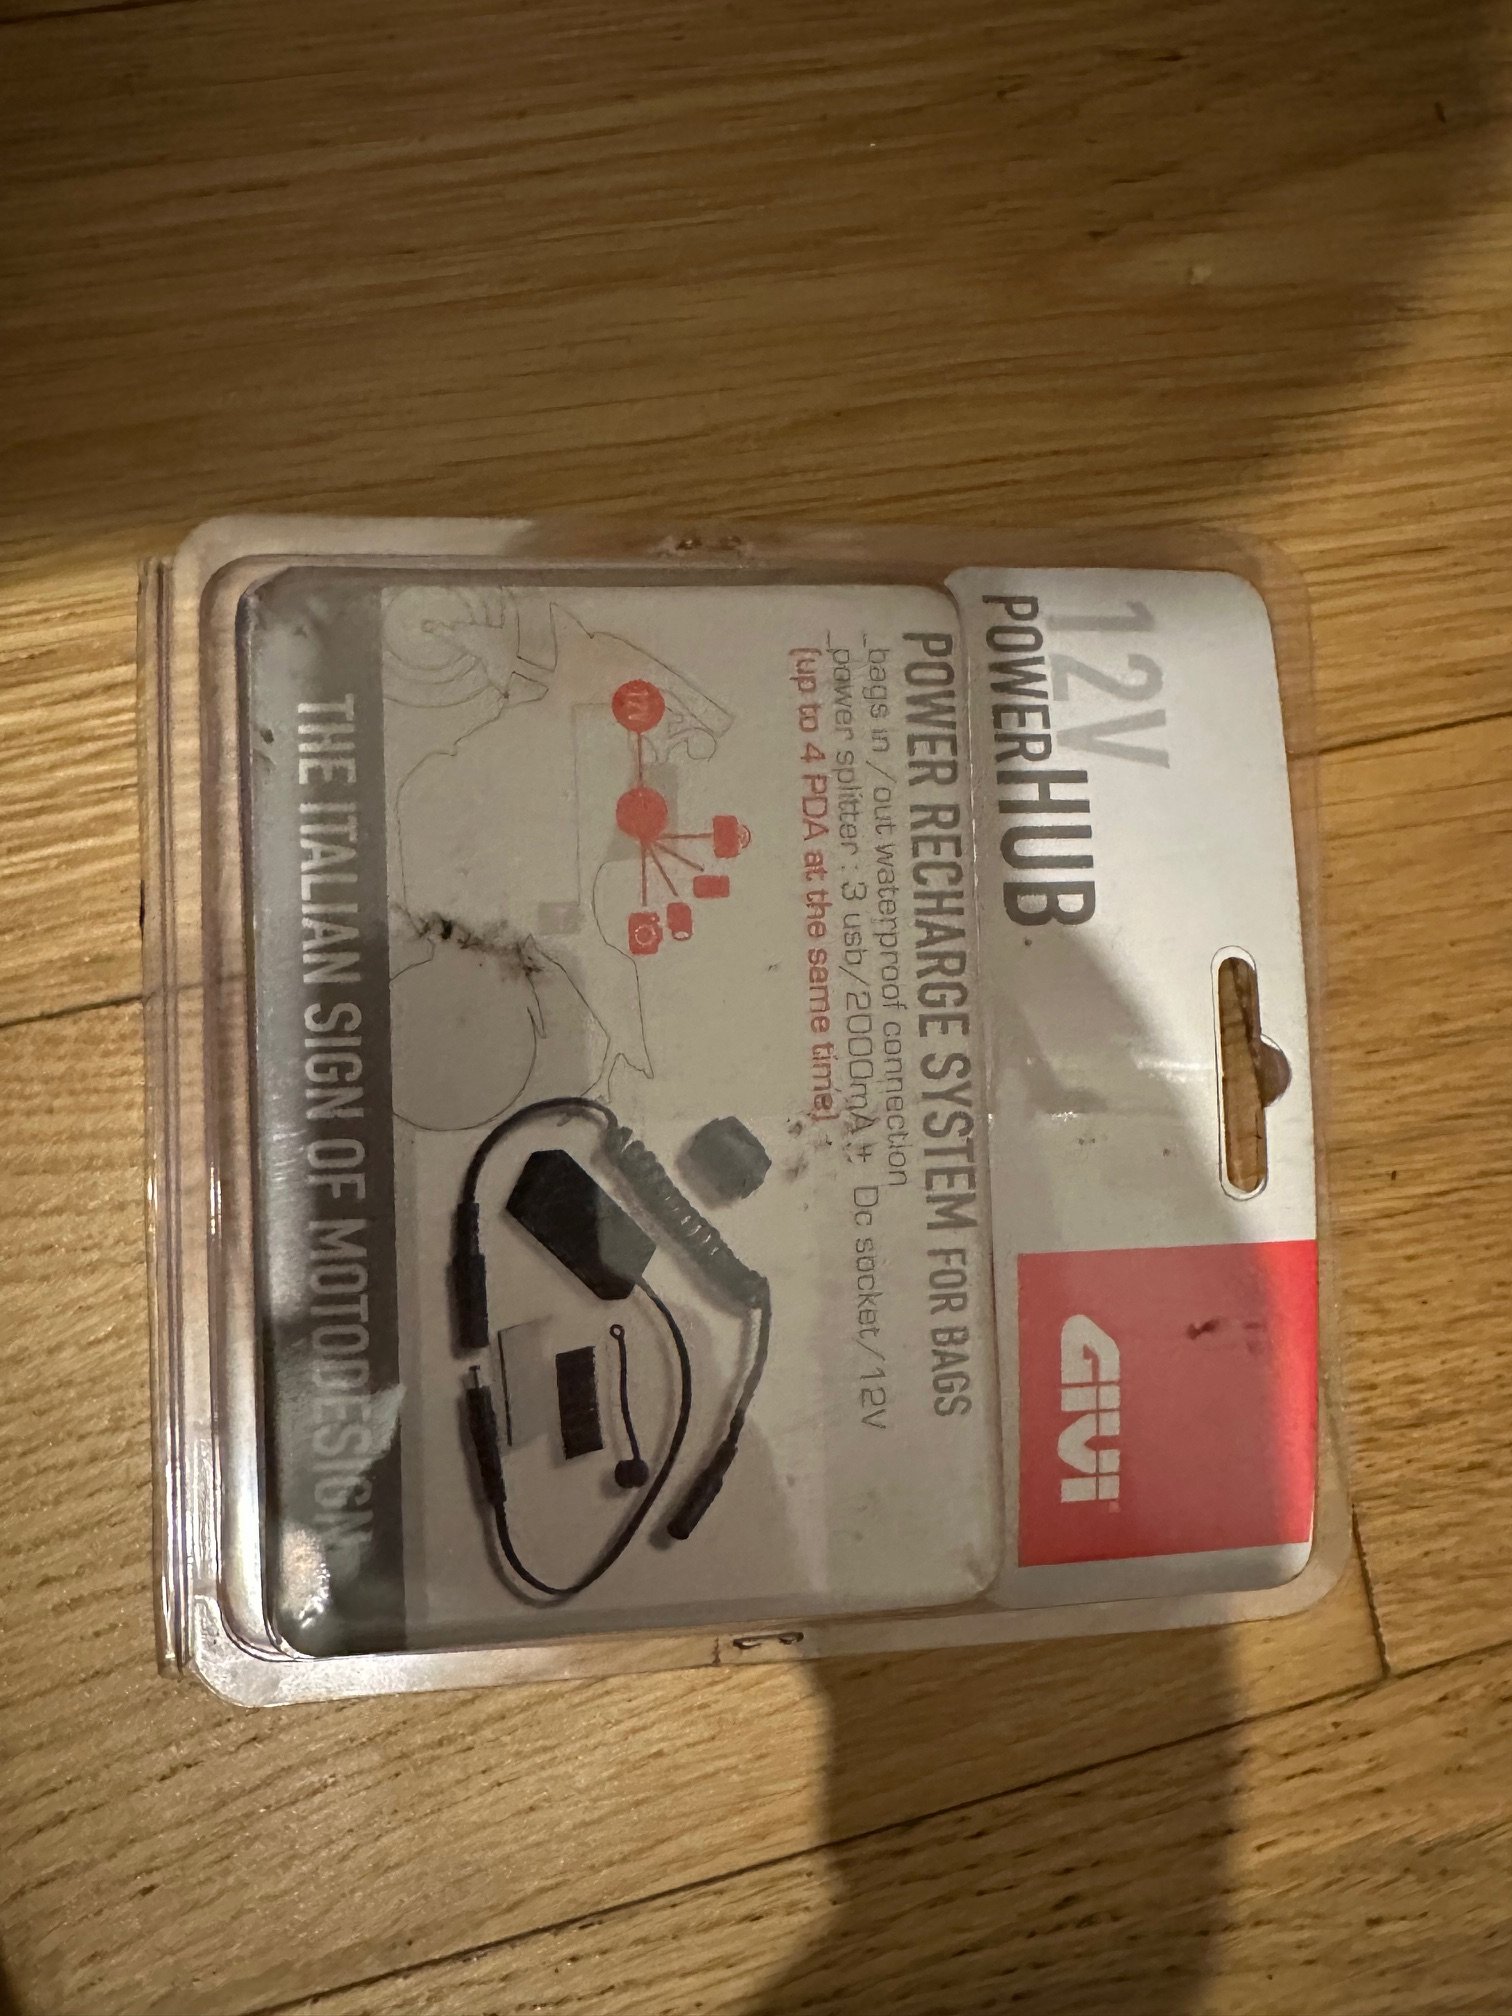 12V
POWERHUB
GIVI
POWER RECHARGE SYSTEM FOR BAGS
_bags in / out waterproof connection
_power splitter : 3 usb/2000mA + Dc socket/12V
(up to 4 PDA at the same time)
12V
THE ITALIAN SIGN OF MOTODESIGN